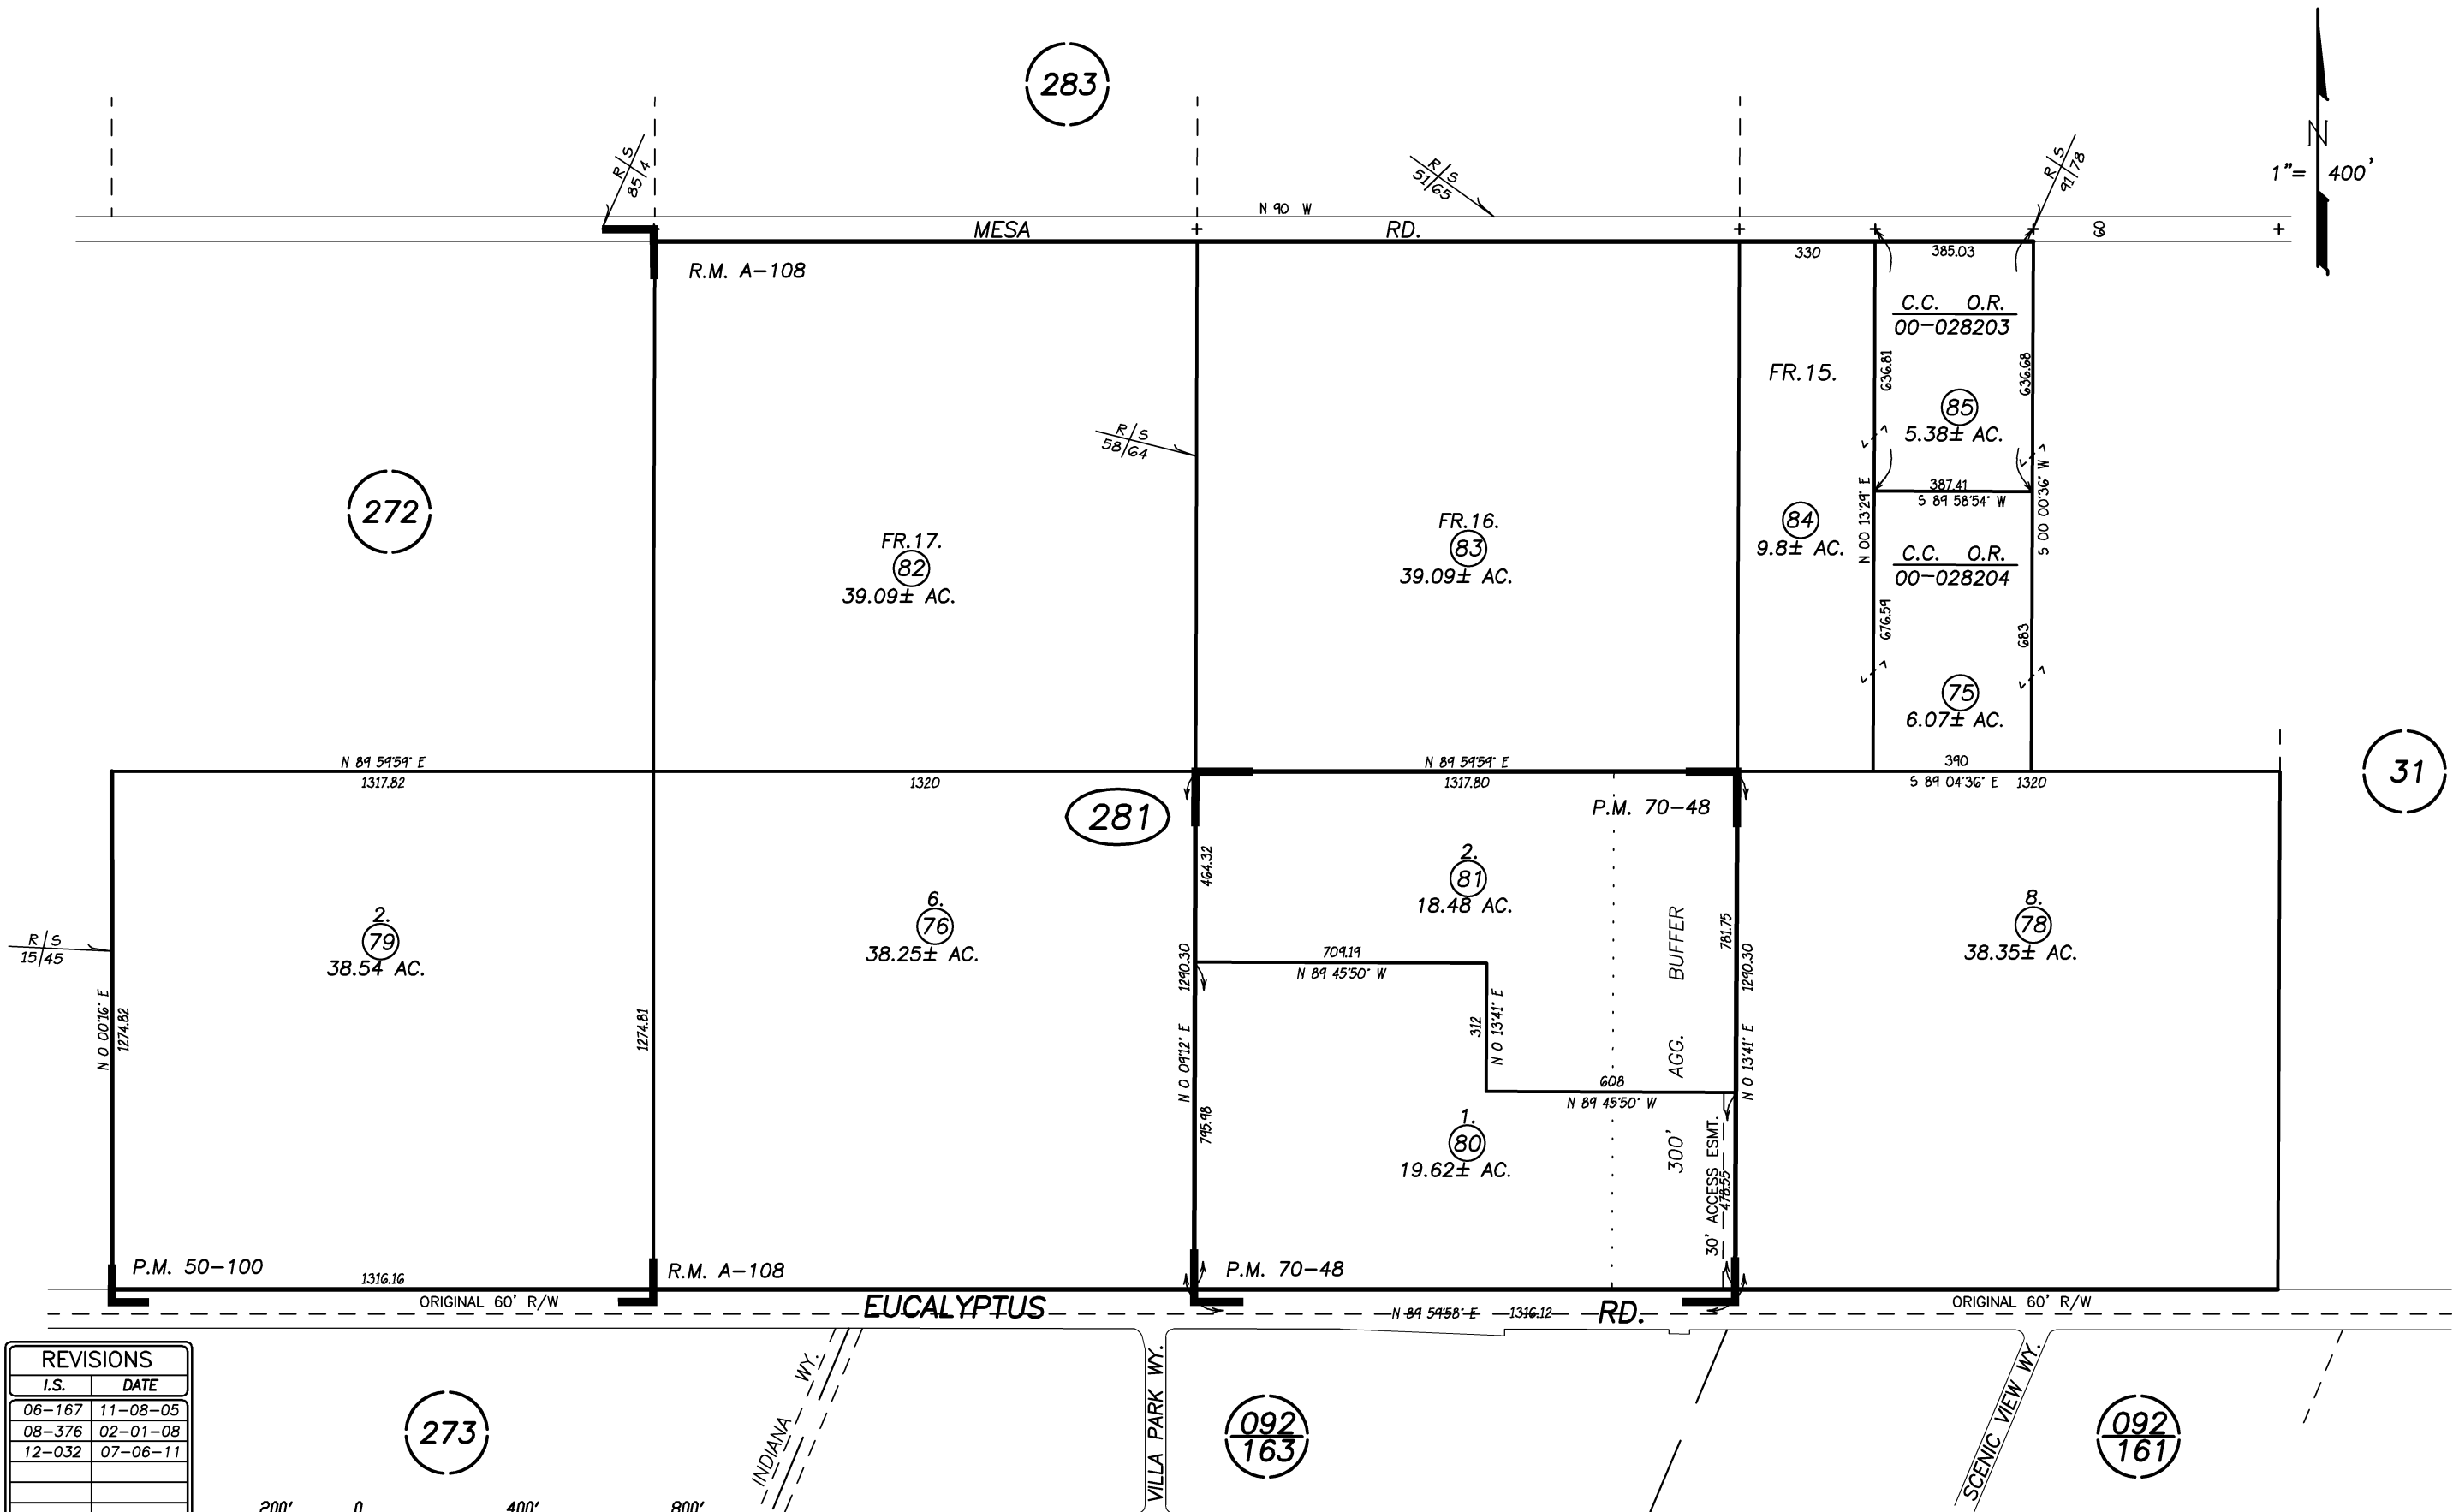 283
N
1”= 400'
R/S
85/4
R/S
51/65
R/S
91/78
N 90 W
MESA RD.
60
R.M. A-108
330
385.03
C.C. O.R.
00-028203
636.81
636.68
FR.15.
85
5.38± AC.
R/S
58/64
272
387.41
S 89 58'54" W
N 00 13'29" E
S 00 00'36" W
84
9.8± AC.
FR.17.
82
39.09± AC.
FR.16.
83
39.09± AC.
C.C. O.R.
00-028204
676.59
683
75
6.07± AC.
N 89 59'59" E
1317.82
1320
N 89 59'59" E
1317.80
390
S 89 04'36" E 1320
31
281
P.M. 70-48
464.32
2.
81
18.48 AC.
2.
79
38.54 AC.
6.
76
38.25± AC.
8.
78
38.35± AC.
R/S
15/45
709.19
N 89 45'50" W
1290.30
781.75
1290.30
300' AGG. BUFFER
N 0 00'16" E
1274.82
1274.81
N 0 09'12" E
312
N 0 13'41" E
N 0 13'41" E
608
N 89 45'50" W
795.98
1.
80
19.62± AC.
30' ACCESS ESMT.
478.55
P.M. 50-100
R.M. A-108
P.M. 70-48
1316.16
ORIGINAL 60' R/W
EUCALYPTUS RD.
N 89 59'58" E 1316.12
ORIGINAL 60' R/W
REVISIONS
I.S. DATE
06-167 11-08-05
08-376 02-01-08
12-032 07-06-11
273
INDIANA WY.
VILLA PARK WY.
092
163
SCENIC VIEW WY.
092
161
200' 0 400' 800'